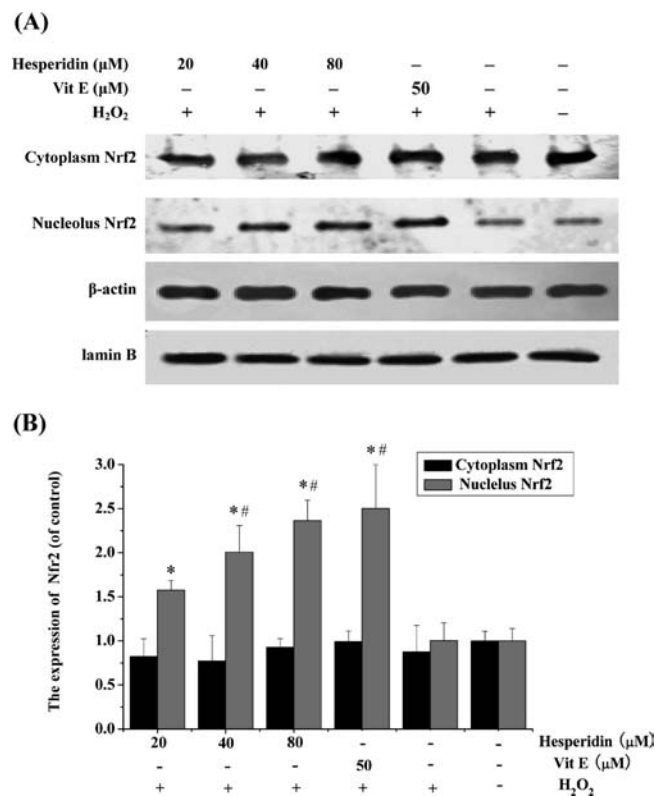 (A)
Hesperidin (μM) 20 40 80 – – –
Vit E (μM) – – – 50 – –
H₂O₂ + + + + + –
Cytoplasm Nrf2
Nucleolus Nrf2
β-actin
lamin B
(B)
The expression of Nfr2 (of control)
3.0
2.5
2.0
1.5
1.0
0.5
0.0
* *# *# *#
Cytoplasm Nrf2
Nuclelus Nrf2
20 40 80 - - - Hesperidin (μM)
- - - 50 - - Vit E (μM)
+ + + + + - H₂O₂